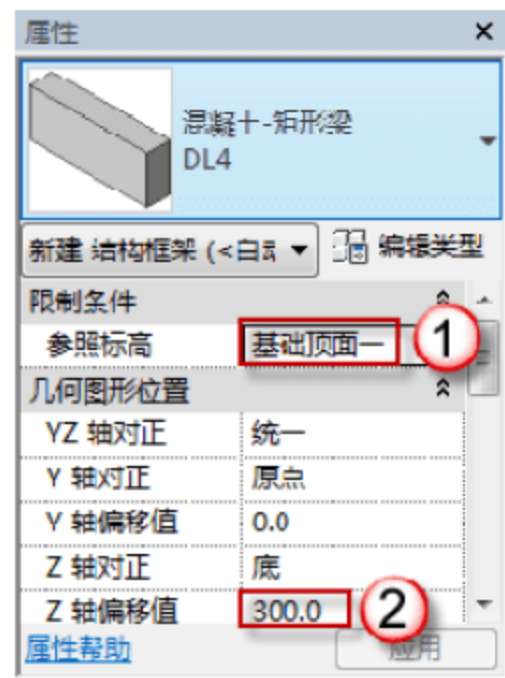 属性
混凝土-矩形梁
DL4
新建 结构框架 (<自动
编辑类型
限制条件
参照标高 基础顶面一
1
几何图形位置
YZ 轴对正 统一
Y 轴对正 原点
Y 轴偏移值 0.0
Z 轴对正 底
Z 轴偏移值 300.0
2
属性帮助 应用